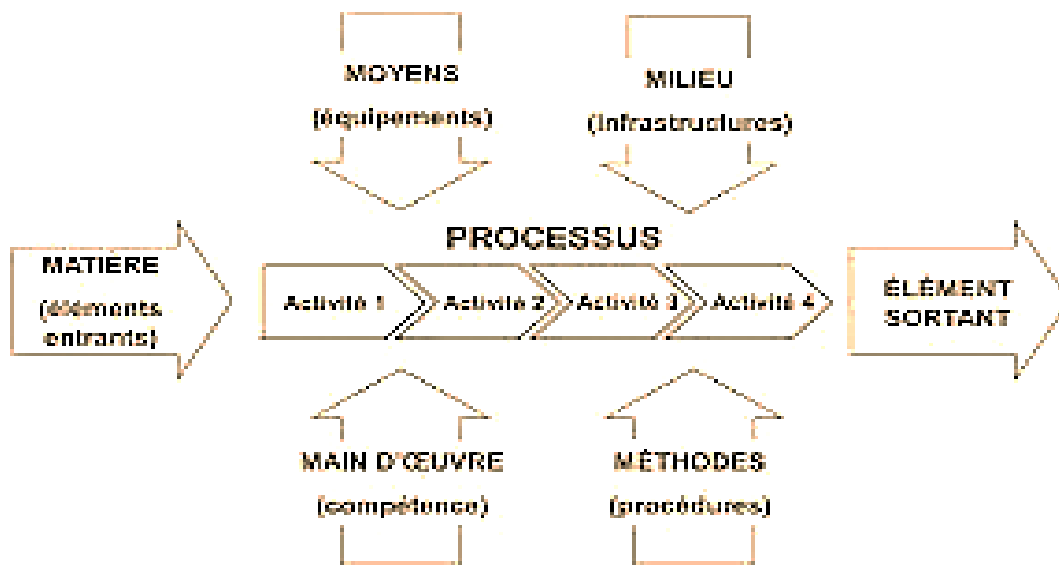 MOYENS
(équipements)
MILIEU
(infrastructures)
PROCESSUS
MATIÈRE
(éléments
entrants)
Activité 1
Activité 2
Activité 3
Activité 4
ÉLÉMENT
SORTANT
MAIN D'ŒUVRE
(compétence)
MÉTHODES
(procédures)